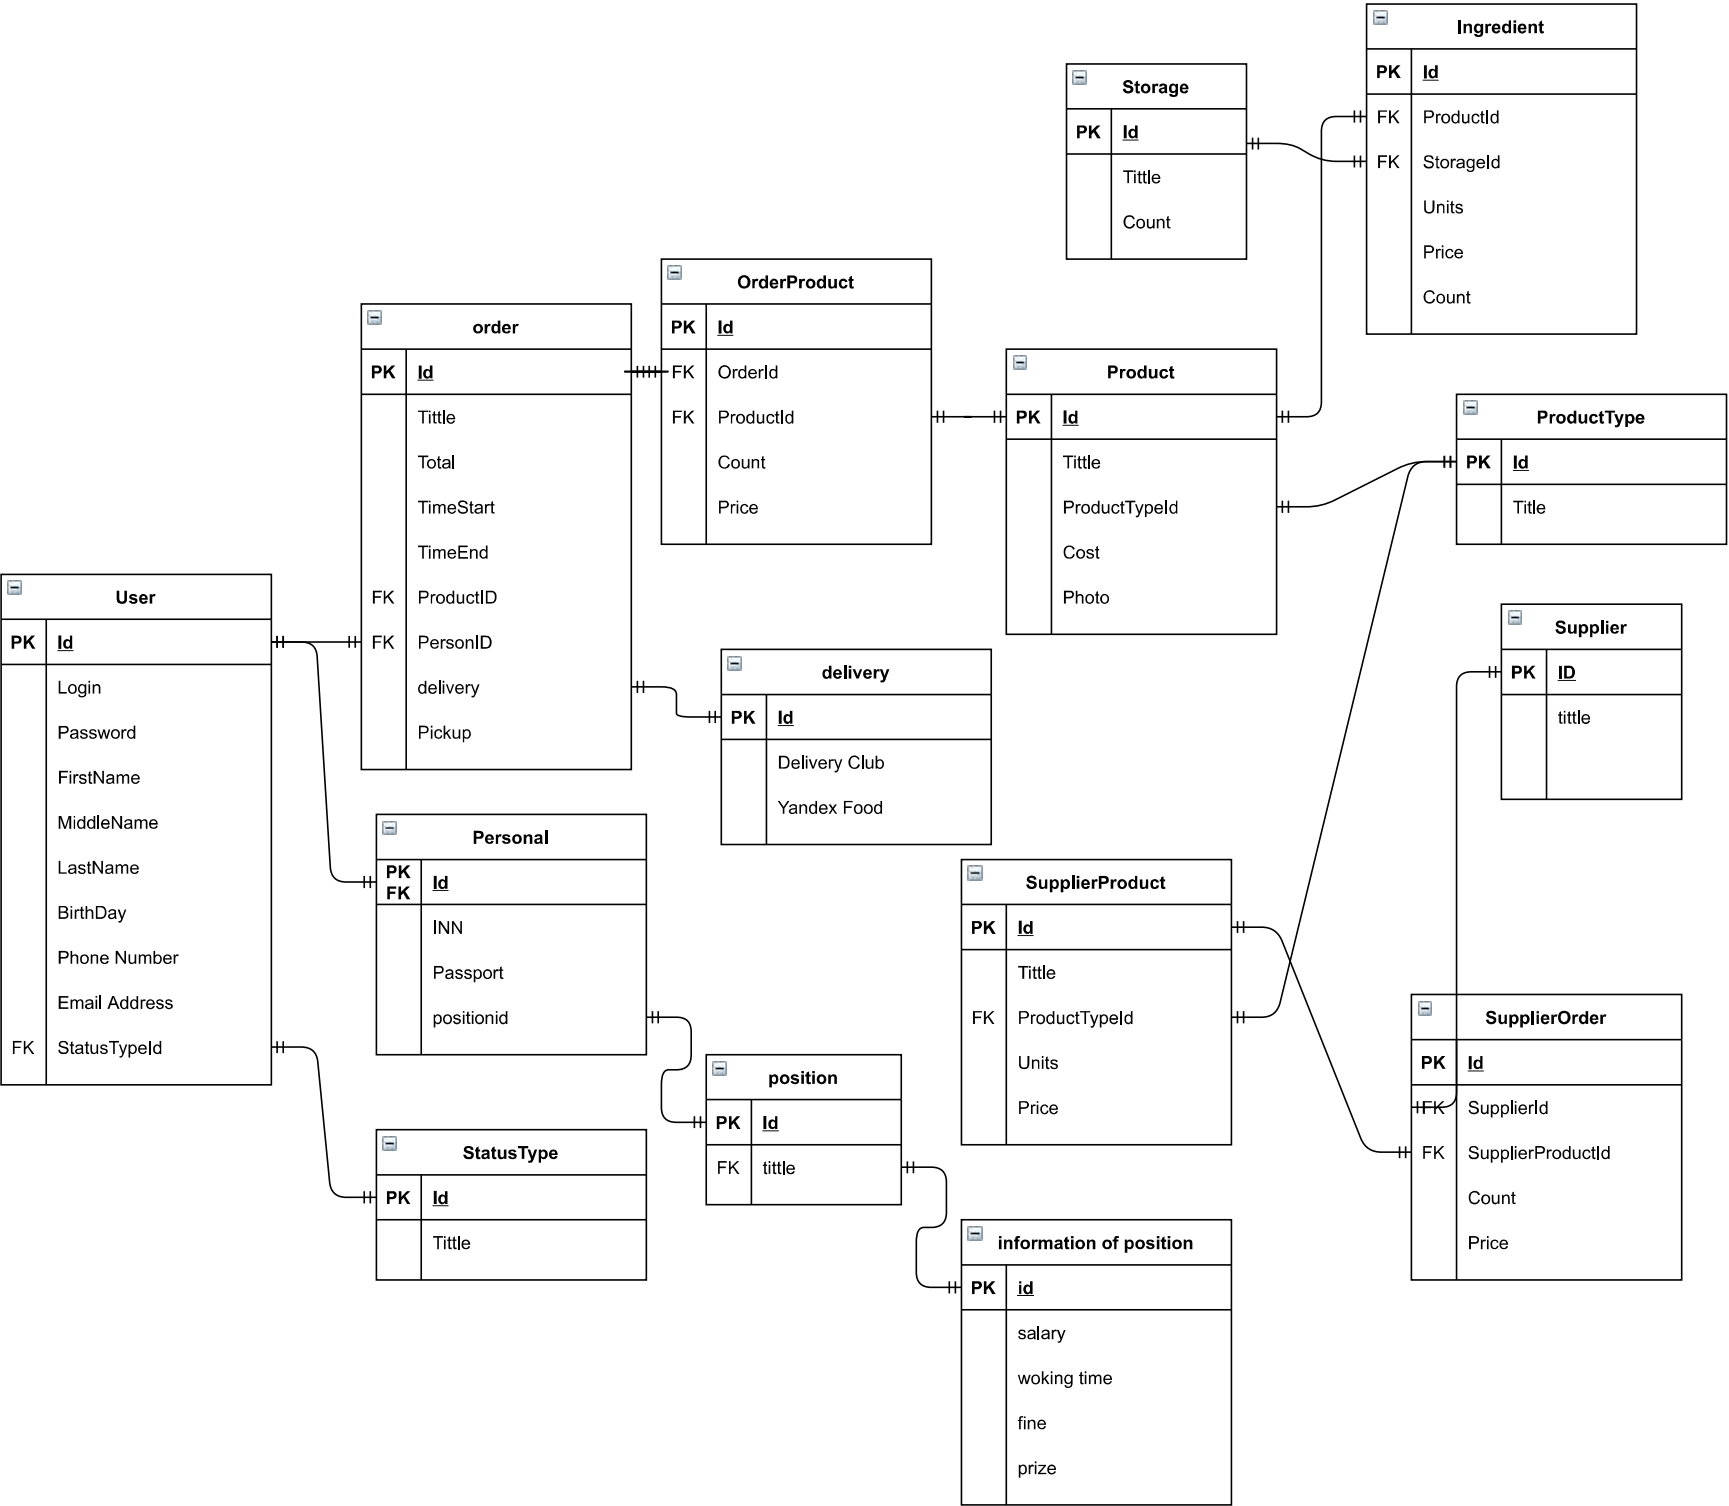 Ingredient
PK Id
FK ProductId
FK StorageId
Units
Price
Count
Storage
PK Id
Tittle
Count
OrderProduct
PK Id
FK OrderId
FK ProductId
Count
Price
order
PK Id
Tittle
Total
TimeStart
TimeEnd
FK ProductID
FK PersonID
delivery
Pickup
Product
PK Id
Tittle
ProductTypeId
Cost
Photo
ProductType
PK Id
Title
User
PK Id
Login
Password
FirstName
MiddleName
LastName
BirthDay
Phone Number
Email Address
FK StatusTypeId
Supplier
PK ID
tittle
delivery
PK Id
Delivery Club
Yandex Food
Personal
PK
FK Id
INN
Passport
positionid
SupplierProduct
PK Id
Tittle
FK ProductTypeId
Units
Price
SupplierOrder
PK Id
FK SupplierId
FK SupplierProductId
Count
Price
position
PK Id
FK tittle
StatusType
PK Id
Tittle
information of position
PK id
salary
woking time
fine
prize